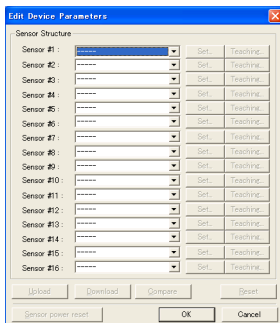 Edit Device Parameters
Sensor Structure
Sensor #1 : ----- Set... Teaching...
Sensor #2 : ----- Set... Teaching...
Sensor #3 : ----- Set... Teaching...
Sensor #4 : ----- Set... Teaching...
Sensor #5 : ----- Set... Teaching...
Sensor #6 : ----- Set... Teaching...
Sensor #7 : ----- Set... Teaching...
Sensor #8 : ----- Set... Teaching...
Sensor #9 : ----- Set... Teaching...
Sensor #10 : ----- Set... Teaching...
Sensor #11 : ----- Set... Teaching...
Sensor #12 : ----- Set... Teaching...
Sensor #13 : ----- Set... Teaching...
Sensor #14 : ----- Set... Teaching...
Sensor #15 : ----- Set... Teaching...
Sensor #16 : ----- Set... Teaching...
Upload Download Compare Reset
Sensor power reset OK Cancel